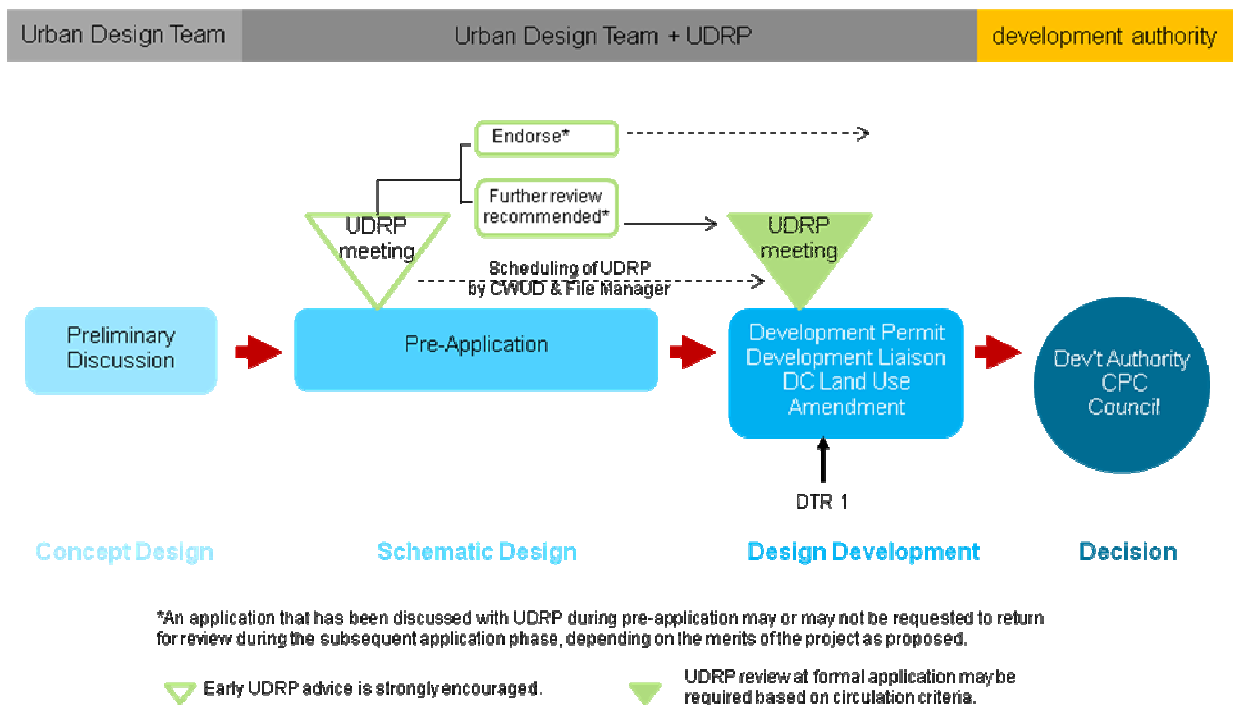 Urban Design Team
Urban Design Team + UDRP
development authority
Endorse*
Further review
recommended*
UDRP
meeting
UDRP
meeting
Scheduling of UDRP
by CWUD & File Manager
Preliminary
Discussion
Pre-Application
Development Permit
Development Liaison
DC Land Use
Amendment
Dev't Authority
CPC
Council
DTR 1
Concept Design
Schematic Design
Design Development
Decision
*An application that has been discussed with UDRP during pre-application may or may not be requested to return
for review during the subsequent application phase, depending on the merits of the project as proposed.
Early UDRP advice is strongly encouraged.
UDRP review at formal application may be
required based on circulation criteria.